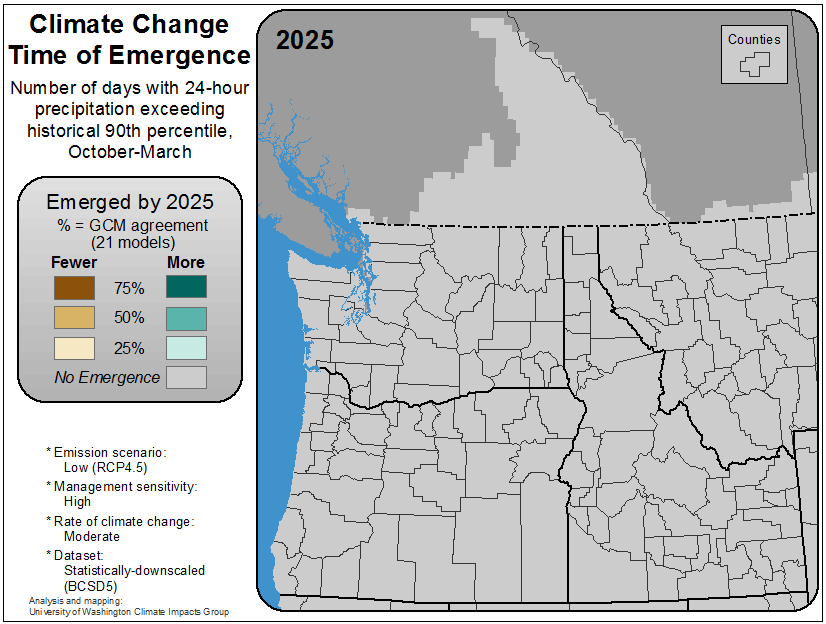 Climate Change
Time of Emergence
Number of days with 24-hour
precipitation exceeding
historical 90th percentile,
October-March
Emerged by 2025
% = GCM agreement
(21 models)
Fewer More
75%
50%
25%
No Emergence
* Emission scenario:
Low (RCP4.5)
* Management sensitivity:
High
* Rate of climate change:
Moderate
* Dataset:
Statistically-downscaled
(BCSD5)
Analysis and mapping:
University of Washington Climate Impacts Group
2025
Counties